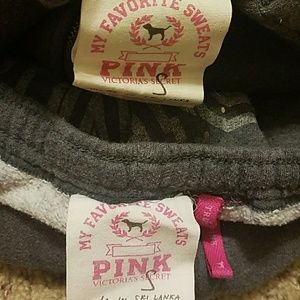 MY FAVORITE SWEATS
PINK
VICTORIA'S SECRET
S
MY FAVORITE SWEATS
PINK
VICTORIA'S SECRET
S
SRI LANKA